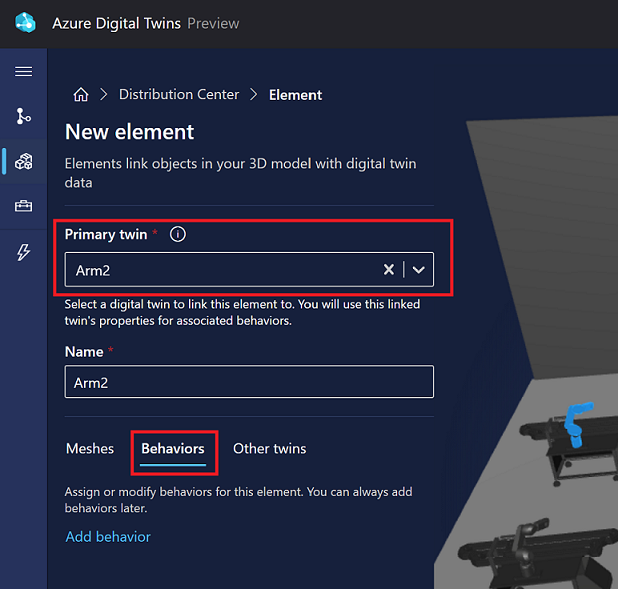 Azure Digital Twins Preview
Distribution Center > Element
New element
Elements link objects in your 3D model with digital twin
data
Primary twin *
Arm2
Select a digital twin to link this element to. You will use this linked
twin's properties for associated behaviors.
Name *
Arm2
Meshes Behaviors Other twins
Assign or modify behaviors for this element. You can always add
behaviors later.
Add behavior